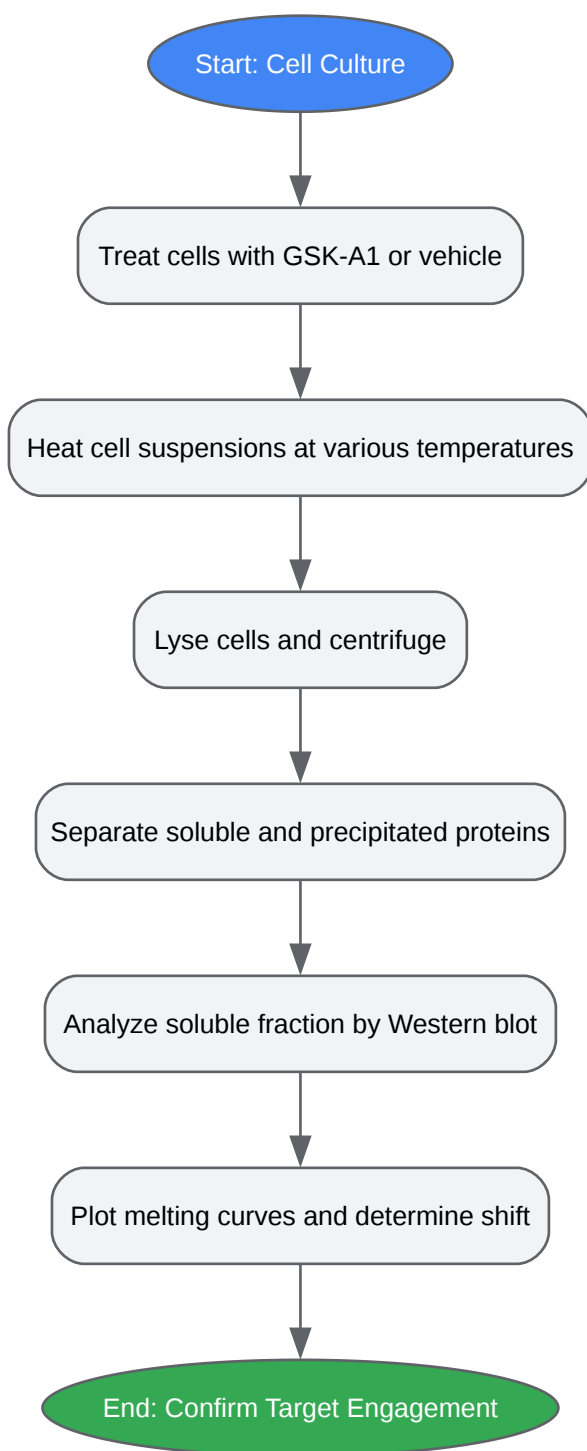 Start: Cell Culture
Treat cells with GSK-A1 or vehicle
Heat cell suspensions at various temperatures
Lyse cells and centrifuge
Separate soluble and precipitated proteins
Analyze soluble fraction by Western blot
Plot melting curves and determine shift
End: Confirm Target Engagement